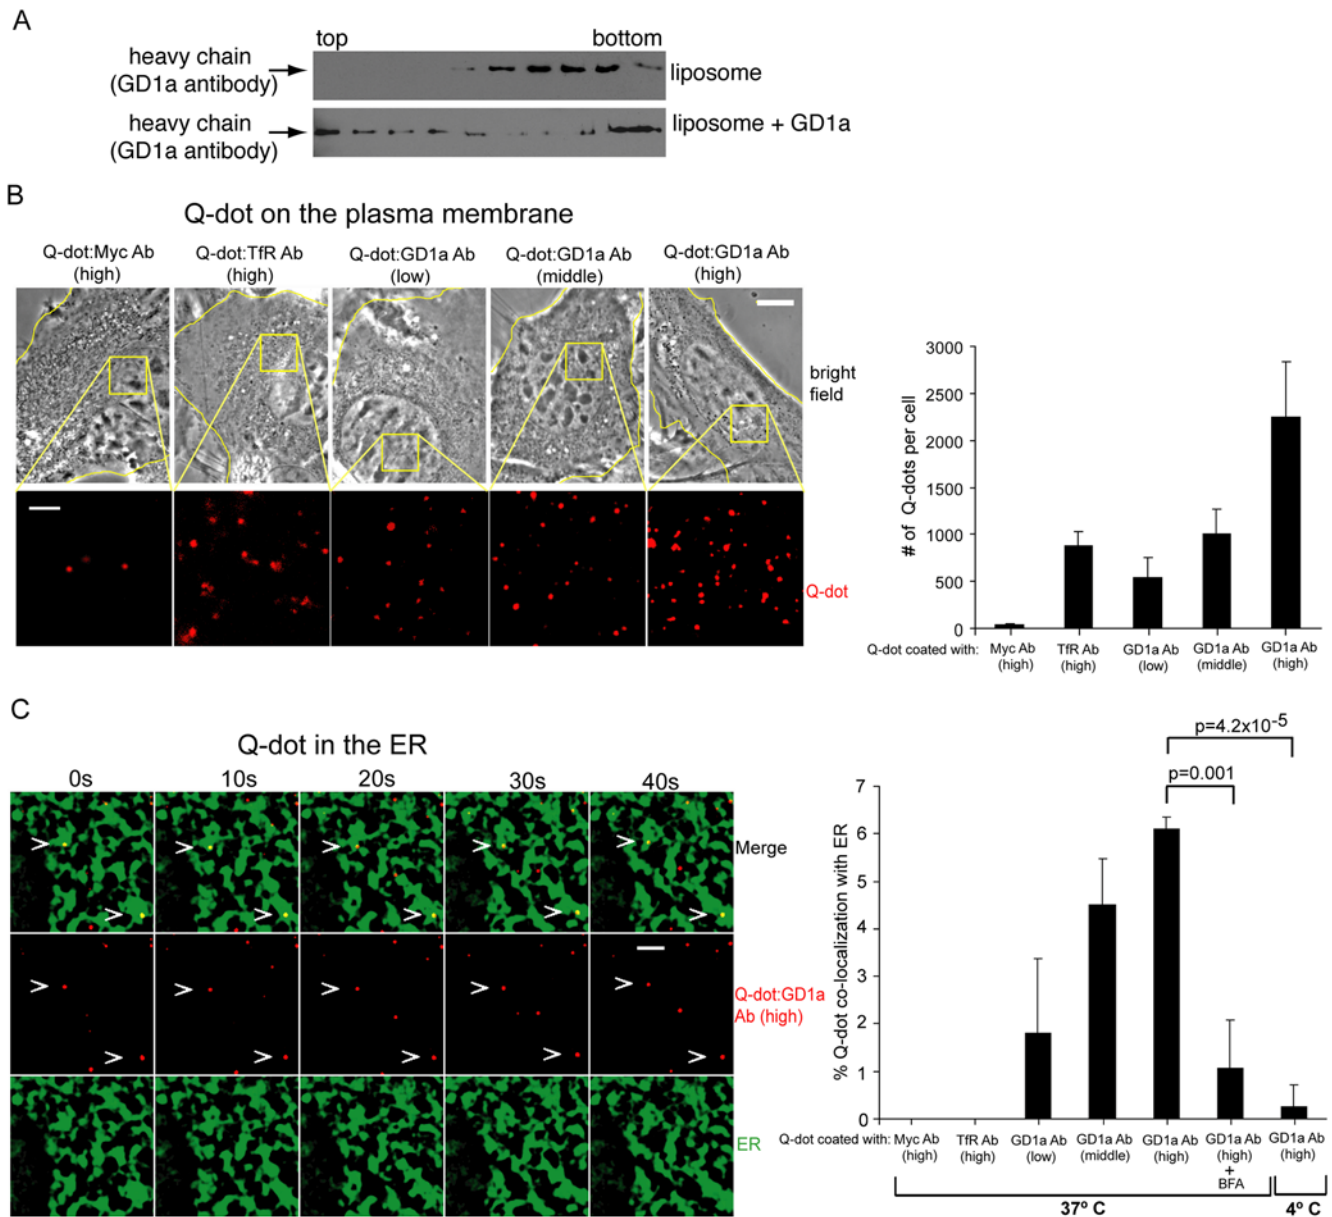 A
top bottom
heavy chain
(GD1a antibody)
liposome
heavy chain
(GD1a antibody)
liposome + GD1a
B
Q-dot on the plasma membrane
Q-dot:Myc Ab
(high)
Q-dot:TfR Ab
(high)
Q-dot:GD1a Ab
(low)
Q-dot:GD1a Ab
(middle)
Q-dot:GD1a Ab
(high)
bright
field
Q-dot
# of Q-dots per cell
3000
2500
2000
1500
1000
500
0
Q-dot coated with:
Myc Ab
(high)
TfR Ab
(high)
GD1a Ab
(low)
GD1a Ab
(middle)
GD1a Ab
(high)
C
Q-dot in the ER
0s 10s 20s 30s 40s
Merge
Q-dot:GD1a
Ab (high)
ER
p=4.2x10-5
p=0.001
% Q-dot co-localization with ER
7
6
5
4
3
2
1
0
Q-dot coated with:
Myc Ab
(high)
TfR Ab
(high)
GD1a Ab
(low)
GD1a Ab
(middle)
GD1a Ab
(high)
GD1a Ab
(high)
+
BFA
GD1a Ab
(high)
37º C
4º C